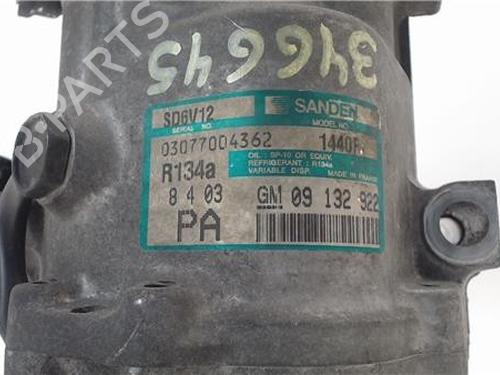 346645
SD6V12
SANDEN
SERIAL NO.
MODEL NO.
03077004362
1440
R134a
OIL: SP-10 OR EQUIV.
REFRIGERANT: R134a
VARIABLE DISP. MADE IN FRANCE
8 4 03
GM 09 132 922
PA
B-PARTS